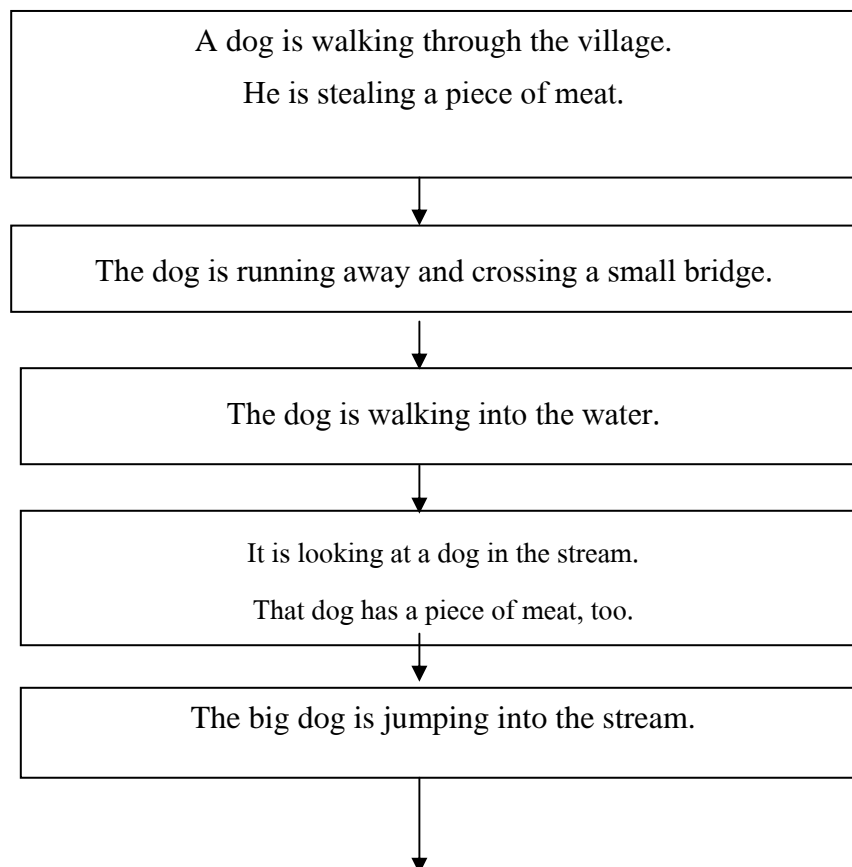 A dog is walking through the village.
He is stealing a piece of meat.
The dog is running away and crossing a small bridge.
The dog is walking into the water.
It is looking at a dog in the stream.
That dog has a piece of meat, too.
The big dog is jumping into the stream.